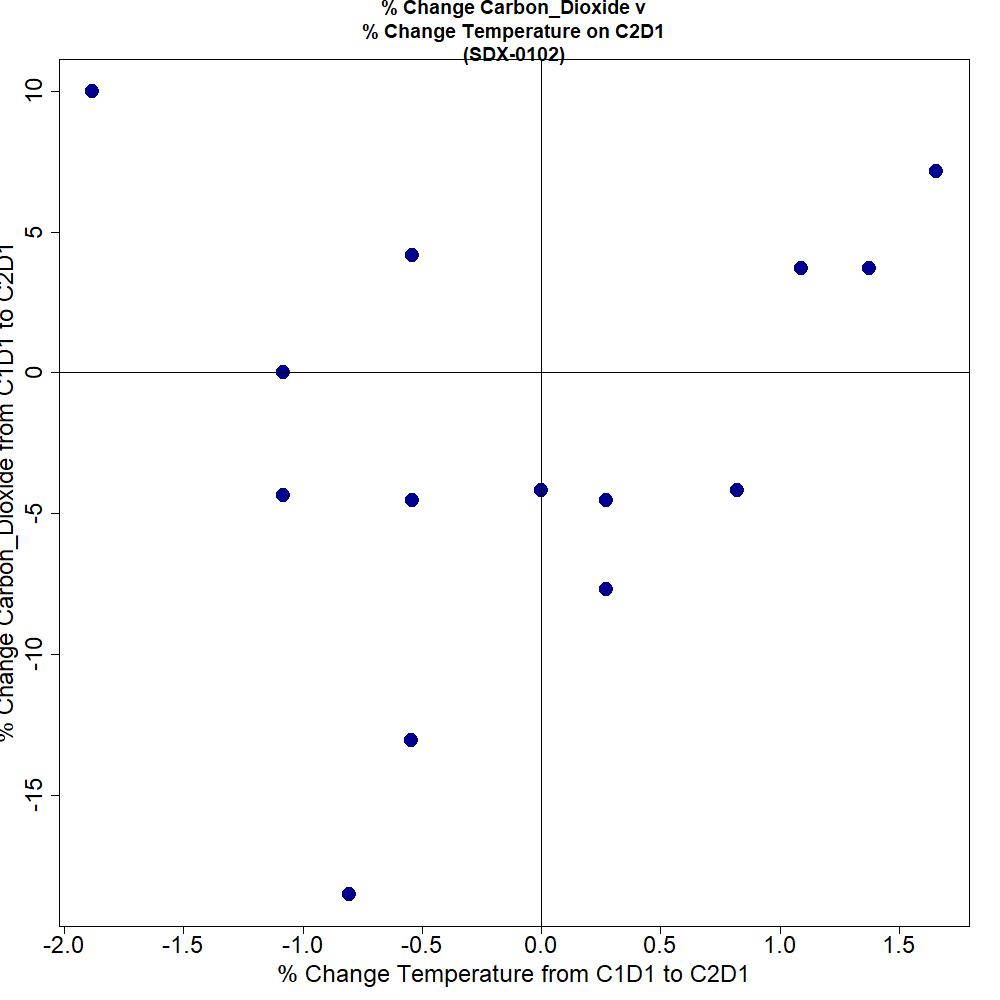 % Change Carbon_Dioxide v
% Change Temperature on C2D1
(SDX-0102)
% Change Carbon_Dioxide from C1D1 to C2D1
10
5
0
-5
-10
-15
-2.0 -1.5 -1.0 -0.5 0.0 0.5 1.0 1.5
% Change Temperature from C1D1 to C2D1